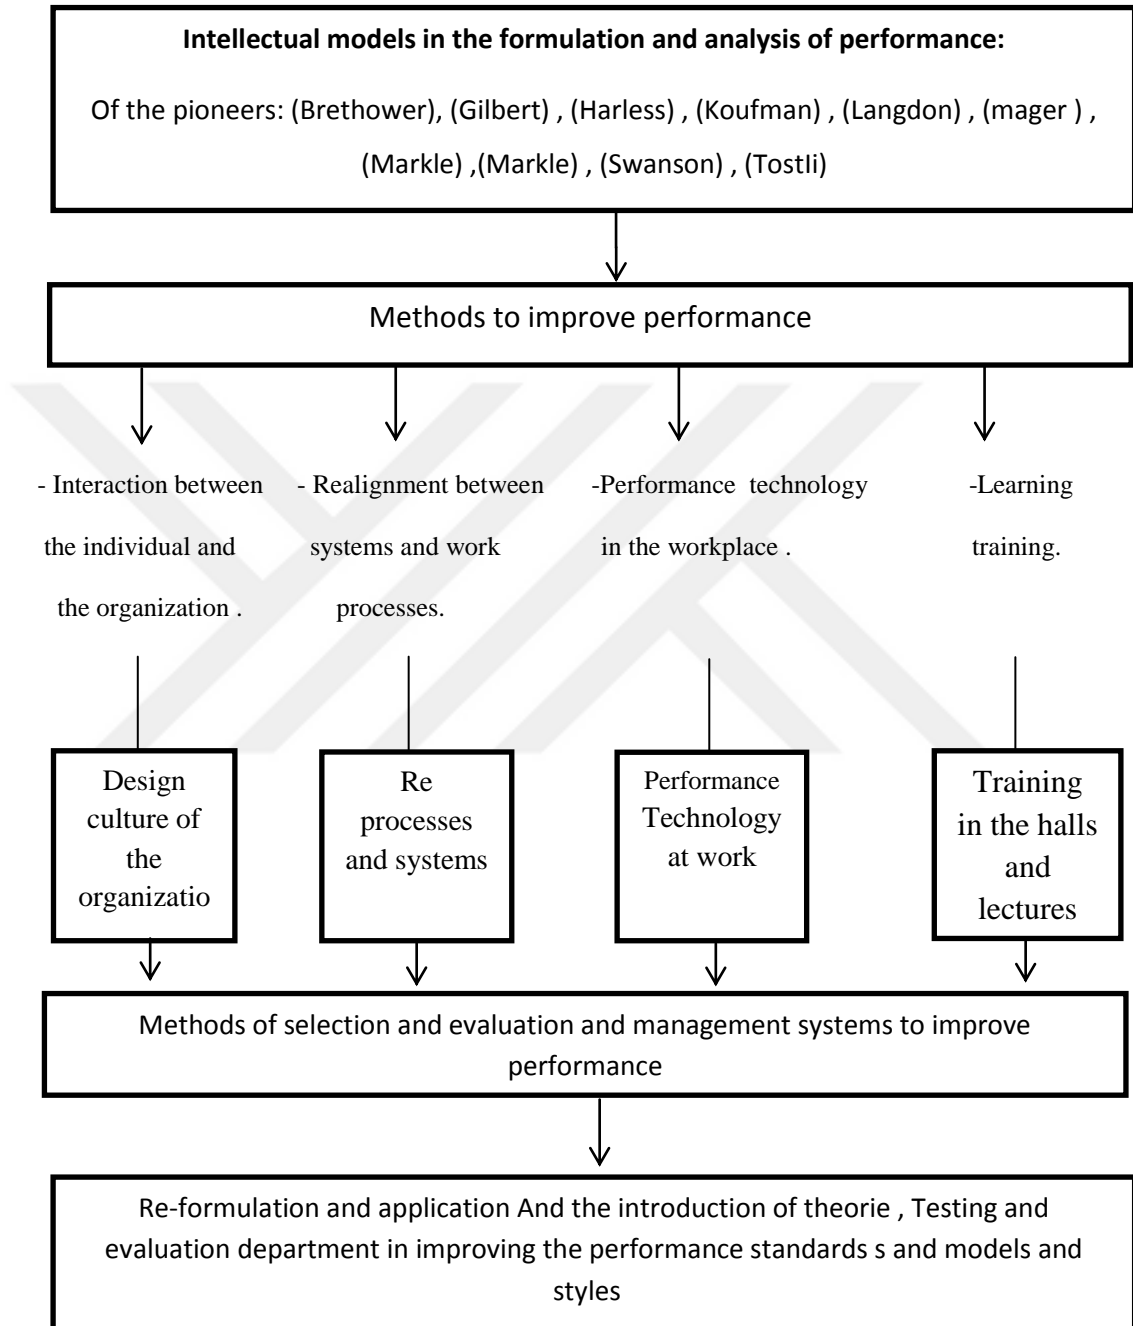 Intellectual models in the formulation and analysis of performance:
Of the pioneers: (Brethower), (Gilbert) , (Harless) , (Koufman) , (Langdon) , (mager ) ,
(Markle) ,(Markle) , (Swanson) , (Tostli)
Methods to improve performance
- Interaction between
the individual and
the organization .
- Realignment between
systems and work
processes.
-Performance technology
in the workplace .
-Learning
training.
Design
culture of
the
organizatio
Re
processes
and systems
Performance
Technology
at work
Training
in the halls
and
lectures
Methods of selection and evaluation and management systems to improve
performance
Re-formulation and application And the introduction of theorie , Testing and
evaluation department in improving the performance standards s and models and
styles